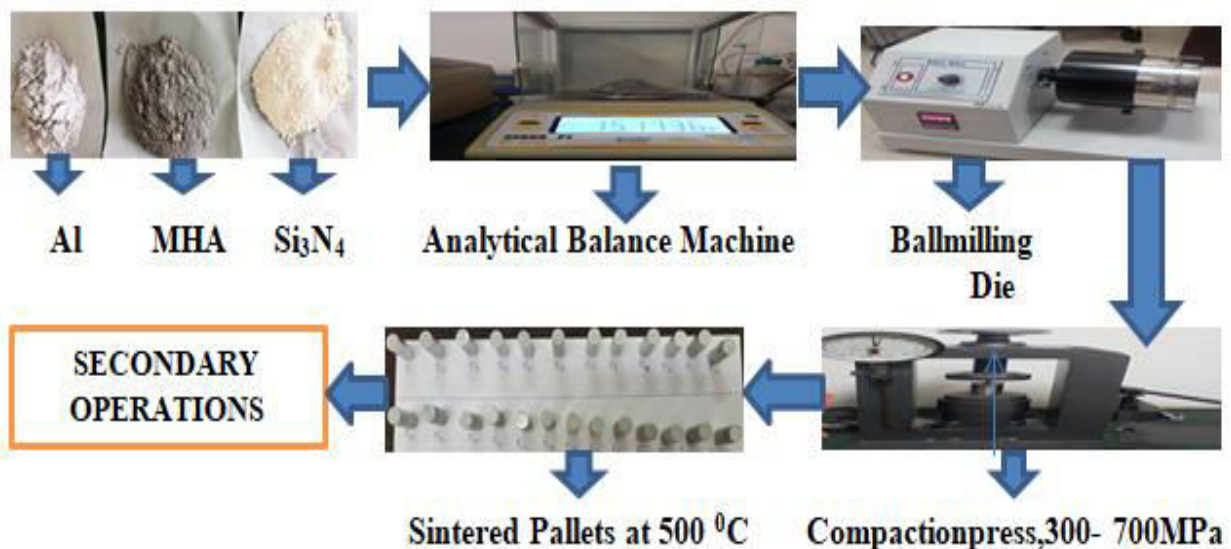 Al MHA Si₃N₄ Analytical Balance Machine Ballmilling
Die
SECONDARY
OPERATIONS
Sintered Pallets at 500 ⁰C Compactionpress,300- 700MPa